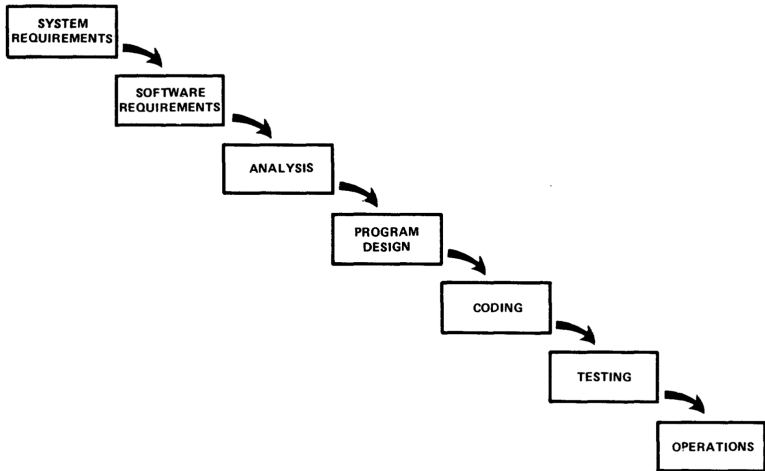 SYSTEM
REQUIREMENTS
SOFTWARE
REQUIREMENTS
ANALYSIS
PROGRAM
DESIGN
CODING
TESTING
OPERATIONS